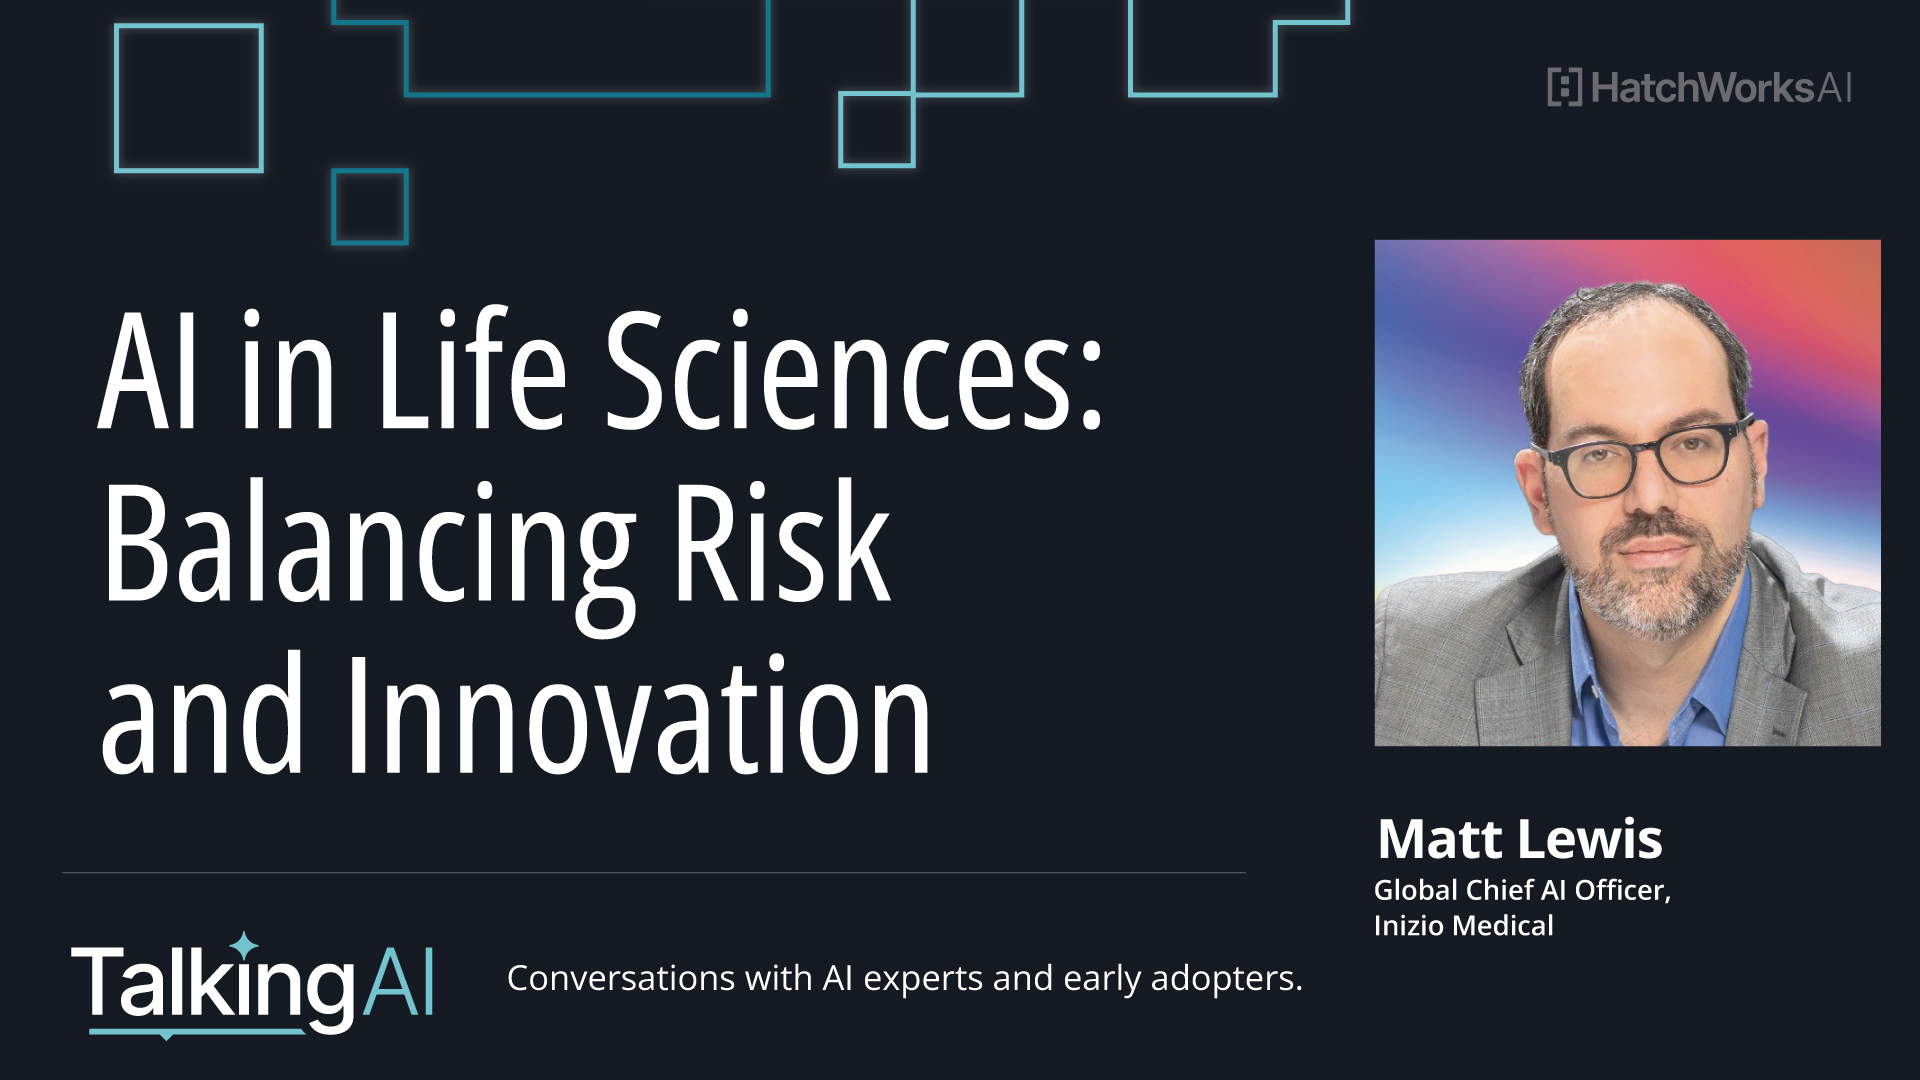 HatchWorksAI
AI in Life Sciences:
Balancing Risk
and Innovation
Matt Lewis
Global Chief AI Officer,
Inizio Medical
TalkingAI
Conversations with AI experts and early adopters.